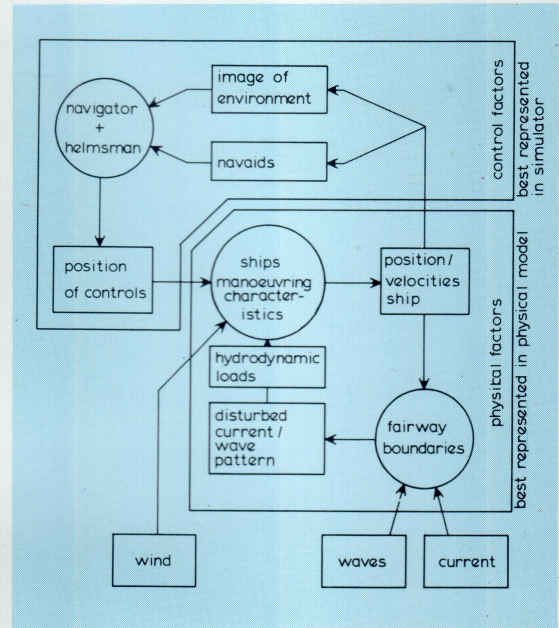 image of
environment
navigator
+
helmsman
navaids
control factors
best represented
in simulator
position
of controls
ships
manoeuvring
character-
istics
position/
velocities
ship
hydrodynamic
loads
disturbed
current/
wave
pattern
fairway
boundaries
physibal factors
best represented in physical model
wind
waves
current